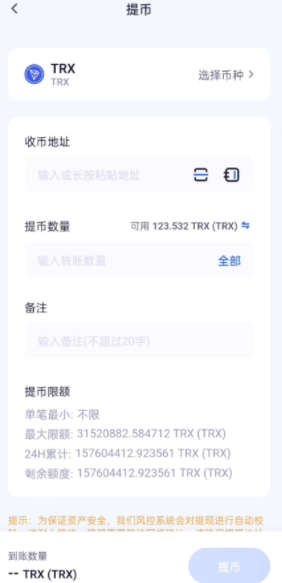 提币
TRX
TRX
选择币种
收币地址
输入或长按粘贴地址
提币数量
可用 123.532 TRX (TRX)
输入转账数量
全部
备注
输入备注(不超过20字)
提币限额
单笔最小: 不限
最大限额: 31520882.584712 TRX (TRX)
24H累计: 157604412.923561 TRX (TRX)
剩余额度: 157604412.923561 TRX (TRX)
提示: 为保证资产安全，我们风控系统会对提现进行自动校
到账数量
-- TRX (TRX)
提币